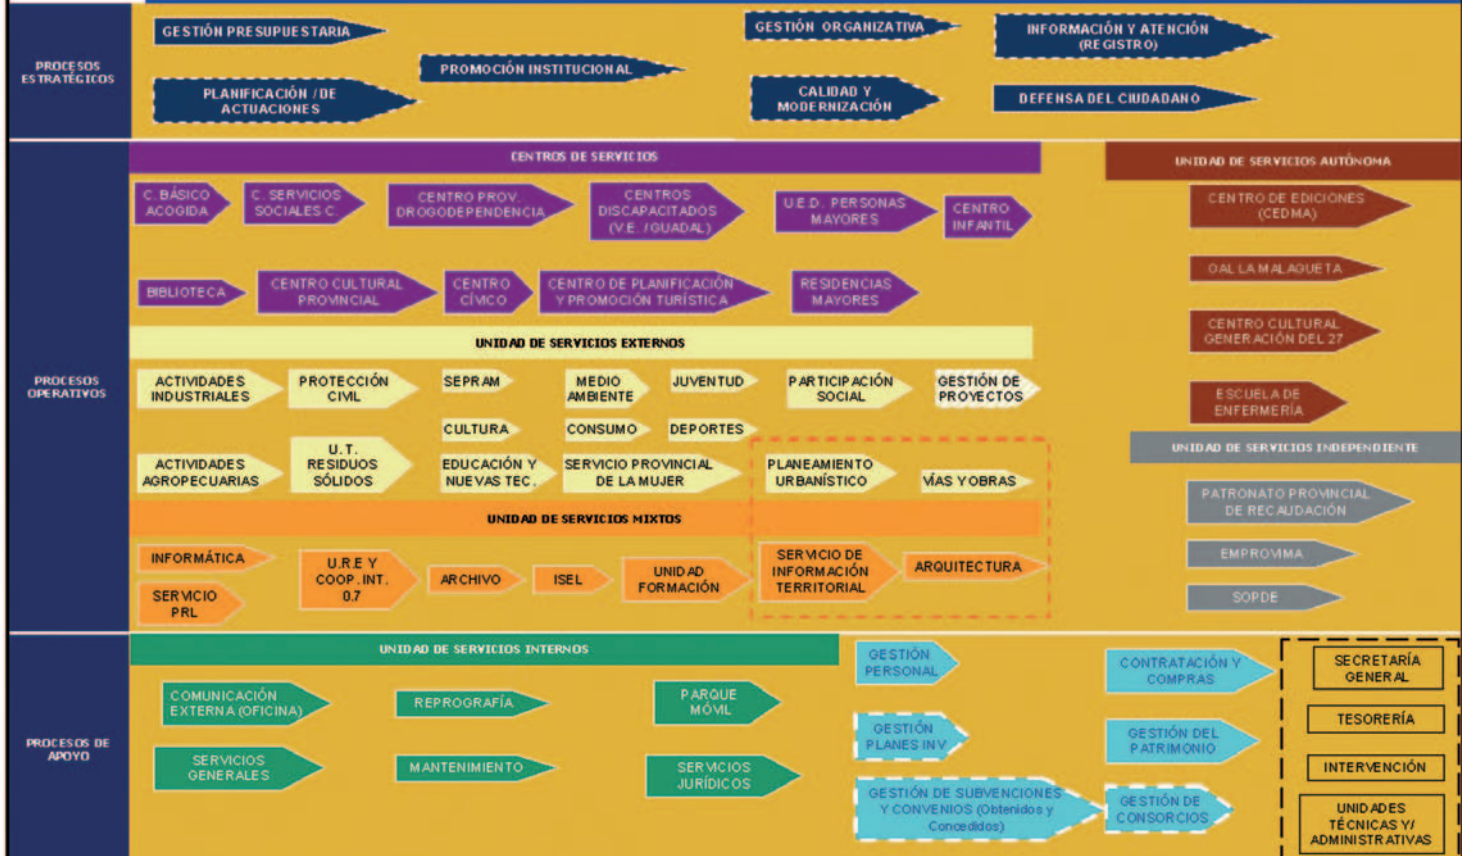 PROCESOS
ESTRATÉGICOS
GESTIÓN PRESUPUESTARIA
PLANIFICACIÓN / DE
ACTUACIONES
PROMOCIÓN INSTITUCIONAL
GESTIÓN ORGANIZATIVA
CALIDAD Y
MODERNIZACIÓN
INFORMACIÓN Y ATENCIÓN
(REGISTRO)
DEFENSA DEL CIUDADANO
PROCESOS
OPERATIVOS
CENTROS DE SERVICIOS
C. BÁSICO
ACOGIDA
C. SERVICIOS
SOCIALES C.
CENTRO PROV.
DROGODEPENDENCIA
CENTROS
DISCAPACITADOS
(V.E. / GUADAL)
U.E.D. PERSONAS
MAYORES
CENTRO
INFANTIL
BIBLIOTECA
CENTRO CULTURAL
PROVINCIAL
CENTRO
CÍVICO
CENTRO DE PLANIFICACIÓN
Y PROMOCIÓN TURÍSTICA
RESIDENCIAS
MAYORES
UNIDAD DE SERVICIOS EXTERNOS
ACTIVIDADES
INDUSTRIALES
PROTECCIÓN
CIVIL
SEPRAM
MEDIO
AMBIENTE
JUVENTUD
PARTICIPACIÓN
SOCIAL
GESTIÓN DE
PROYECTOS
CULTURA
CONSUMO
DEPORTES
ACTIVIDADES
AGROPECUARIAS
U.T.
RESIDUOS
SÓLIDOS
EDUCACIÓN Y
NUEVAS TEC.
SERVICIO PROVINCIAL
DE LA MUJER
PLANEAMIENTO
URBANÍSTICO
VÍAS Y OBRAS
UNIDAD DE SERVICIOS MIXTOS
INFORMÁTICA
SERVICIO
PRL
U.R.E Y
COOP.INT.
0.7
ARCHIVO
ISEL
UNIDAD
FORMACIÓN
SERVICIO DE
INFORMACIÓN
TERRITORIAL
ARQUITECTURA
UNIDAD DE SERVICIOS AUTÓNOMA
CENTRO DE EDICIONES
(CEDMA)
OAL LA MALAGUETA
CENTRO CULTURAL
GENERACIÓN DEL 27
ESCUELA DE
ENFERMERÍA
UNIDAD DE SERVICIOS INDEPENDIENTE
PATRONATO PROVINCIAL
DE RECAUDACIÓN
EMPROVIMA
SOPDE
PROCESOS DE
APOYO
UNIDAD DE SERVICIOS INTERNOS
COMUNICACIÓN
EXTERNA (OFICINA)
REPROGRAFÍA
PARQUE
MÓVIL
SERVICIOS
GENERALES
MANTENIMIENTO
SERVICIOS
JURÍDICOS
GESTIÓN
PERSONAL
GESTIÓN
PLANES INV
GESTIÓN DE SUBVENCIONES
Y CONVENIOS (Obtenidos y
Concedidos)
CONTRATACIÓN Y
COMPRAS
GESTIÓN DEL
PATRIMONIO
GESTIÓN DE
CONSORCIOS
SECRETARÍA
GENERAL
TESORERÍA
INTERVENCIÓN
UNIDADES
TÉCNICAS Y/
ADMINISTRATIVAS